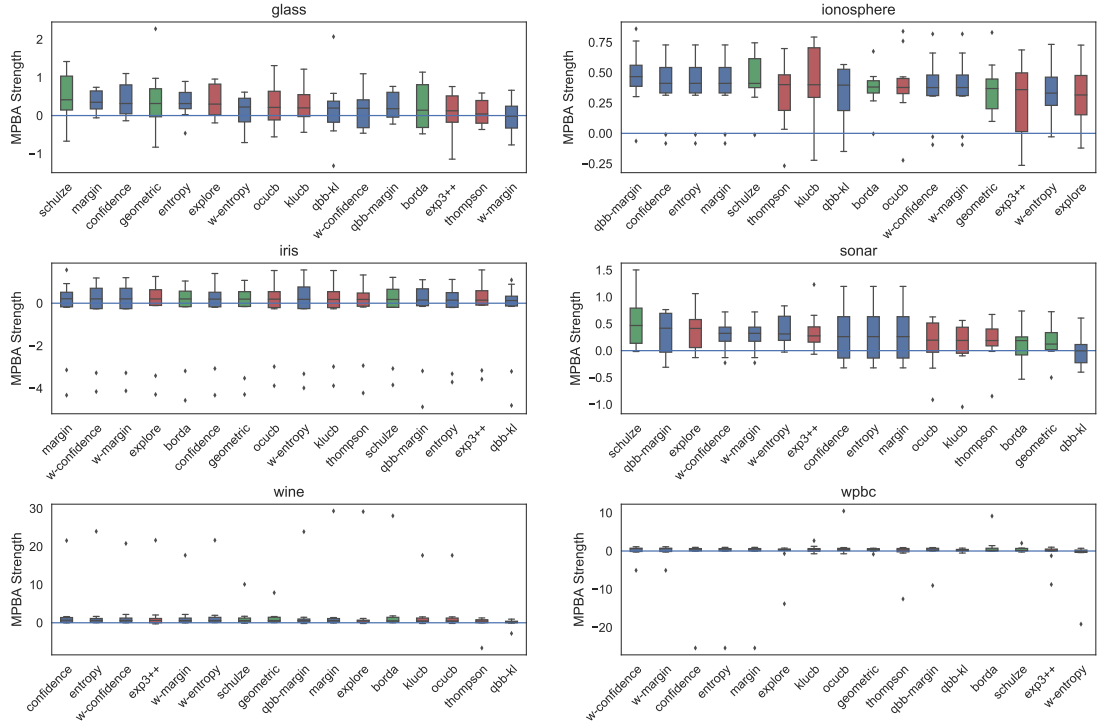 glass
MPBA Strength
2
1
0
−1
schulze
margin
confidence
geometric
entropy
explore
w-entropy
ocucb
klucb
qbb-kl
w-confidence
qbb-margin
borda
exp3++
thompson
w-margin
ionosphere
MPBA Strength
0.75
0.50
0.25
0.00
−0.25
qbb-margin
confidence
entropy
margin
schulze
thompson
klucb
qbb-kl
borda
ocucb
w-confidence
w-margin
geometric
exp3++
w-entropy
explore
iris
MPBA Strength
0
−2
−4
margin
w-confidence
w-margin
explore
borda
confidence
geometric
ocucb
w-entropy
klucb
thompson
schulze
qbb-margin
entropy
exp3++
qbb-kl
sonar
MPBA Strength
1.5
1.0
0.5
0.0
−0.5
−1.0
schulze
qbb-margin
explore
w-confidence
w-margin
w-entropy
exp3++
confidence
entropy
margin
ocucb
klucb
thompson
borda
geometric
qbb-kl
wine
MPBA Strength
30
20
10
0
confidence
entropy
w-confidence
exp3++
w-margin
w-entropy
schulze
geometric
qbb-margin
margin
explore
borda
klucb
ocucb
thompson
qbb-kl
wpbc
MPBA Strength
10
0
−10
−20
w-confidence
w-margin
confidence
entropy
margin
explore
klucb
ocucb
geometric
thompson
qbb-margin
qbb-kl
borda
schulze
exp3++
w-entropy